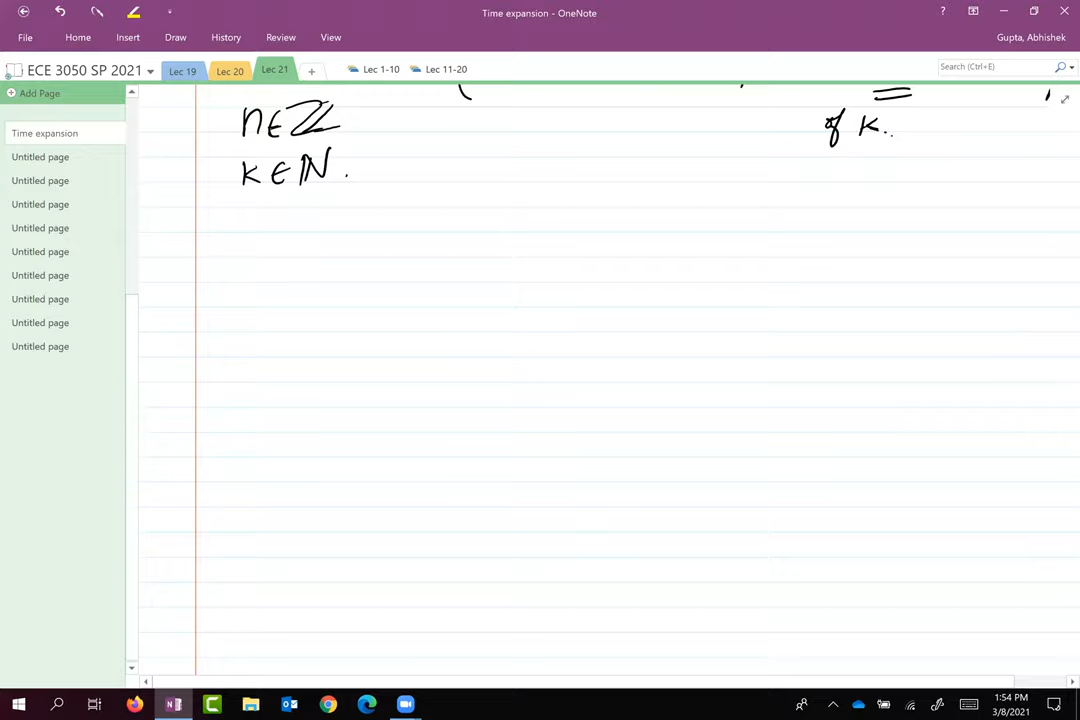 Time expansion - OneNote
File Home Insert Draw History Review View
Gupta, Abhishek
ECE 3050 SP 2021
Lec 19 Lec 20 Lec 21 + Lec 1-10 Lec 11-20
Search (Ctrl+E)
Add Page
Time expansion
Untitled page
Untitled page
Untitled page
Untitled page
Untitled page
Untitled page
Untitled page
Untitled page
Untitled page
n∈ℤ
of k.
k∈ℕ.
1:54 PM
3/8/2021